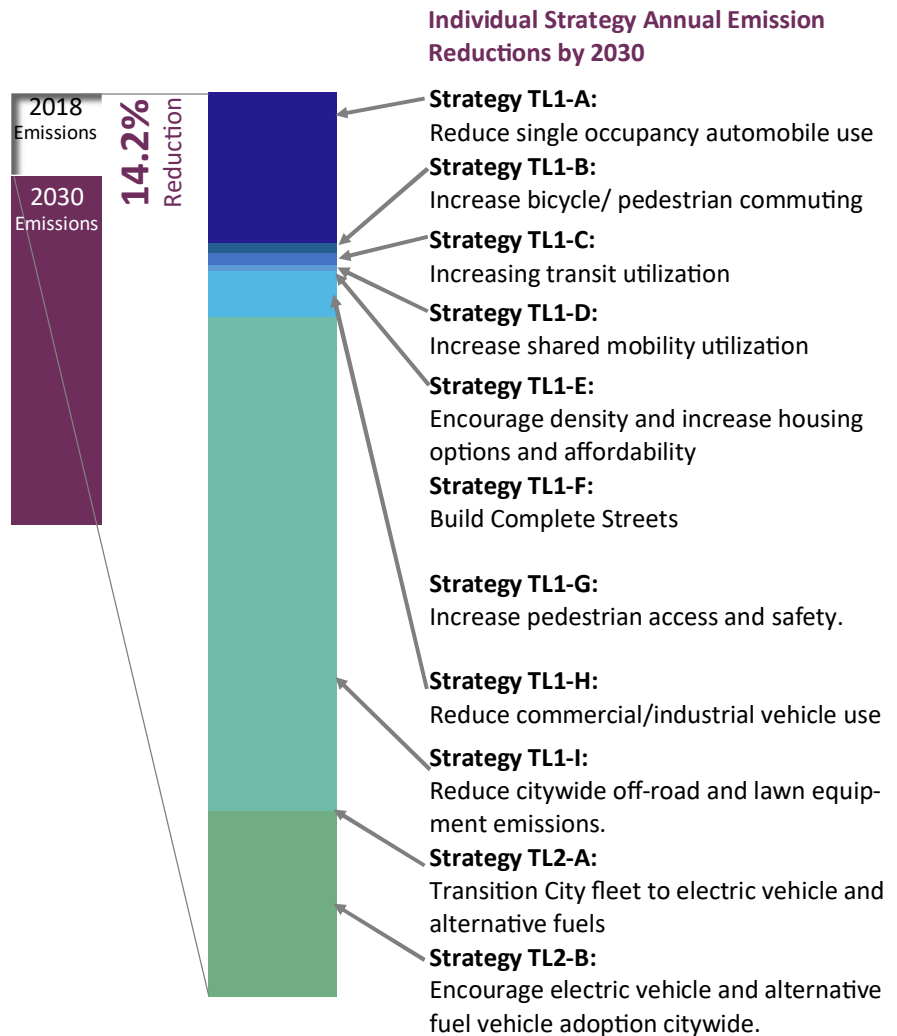 Individual Strategy Annual Emission
Reductions by 2030
2018
Emissions
14.2%
Reduction
2030
Emissions
Strategy TL1-A:
Reduce single occupancy automobile use
Strategy TL1-B:
Increase bicycle/ pedestrian commuting
Strategy TL1-C:
Increasing transit utilization
Strategy TL1-D:
Increase shared mobility utilization
Strategy TL1-E:
Encourage density and increase housing
options and affordability
Strategy TL1-F:
Build Complete Streets
Strategy TL1-G:
Increase pedestrian access and safety.
Strategy TL1-H:
Reduce commercial/industrial vehicle use
Strategy TL1-I:
Reduce citywide off-road and lawn equip-
ment emissions.
Strategy TL2-A:
Transition City fleet to electric vehicle and
alternative fuels
Strategy TL2-B:
Encourage electric vehicle and alternative
fuel vehicle adoption citywide.